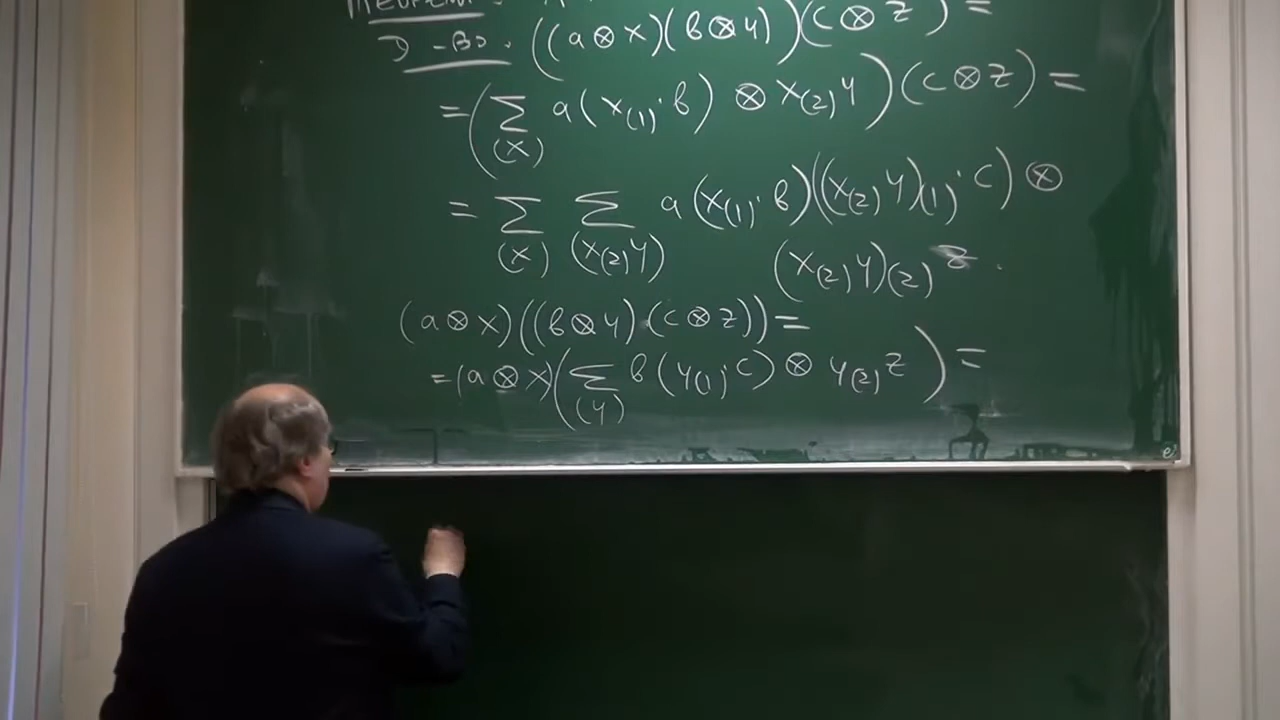 Д-во. ((a⊗x)(b⊗y))(c⊗z) =
=(∑_(x) a(x_(1)·b) ⊗ x_(2)y)(c⊗z) =
= ∑_(x) ∑_(x_(2)y) a(x_(1)·b)((x_(2)y)_(1)·c) ⊗
(x_(2)y)_(2) z .
(a⊗x)((b⊗y)(c⊗z)) =
=(a⊗x)(∑_(y) b(y_(1)·c) ⊗ y_(2)z) =